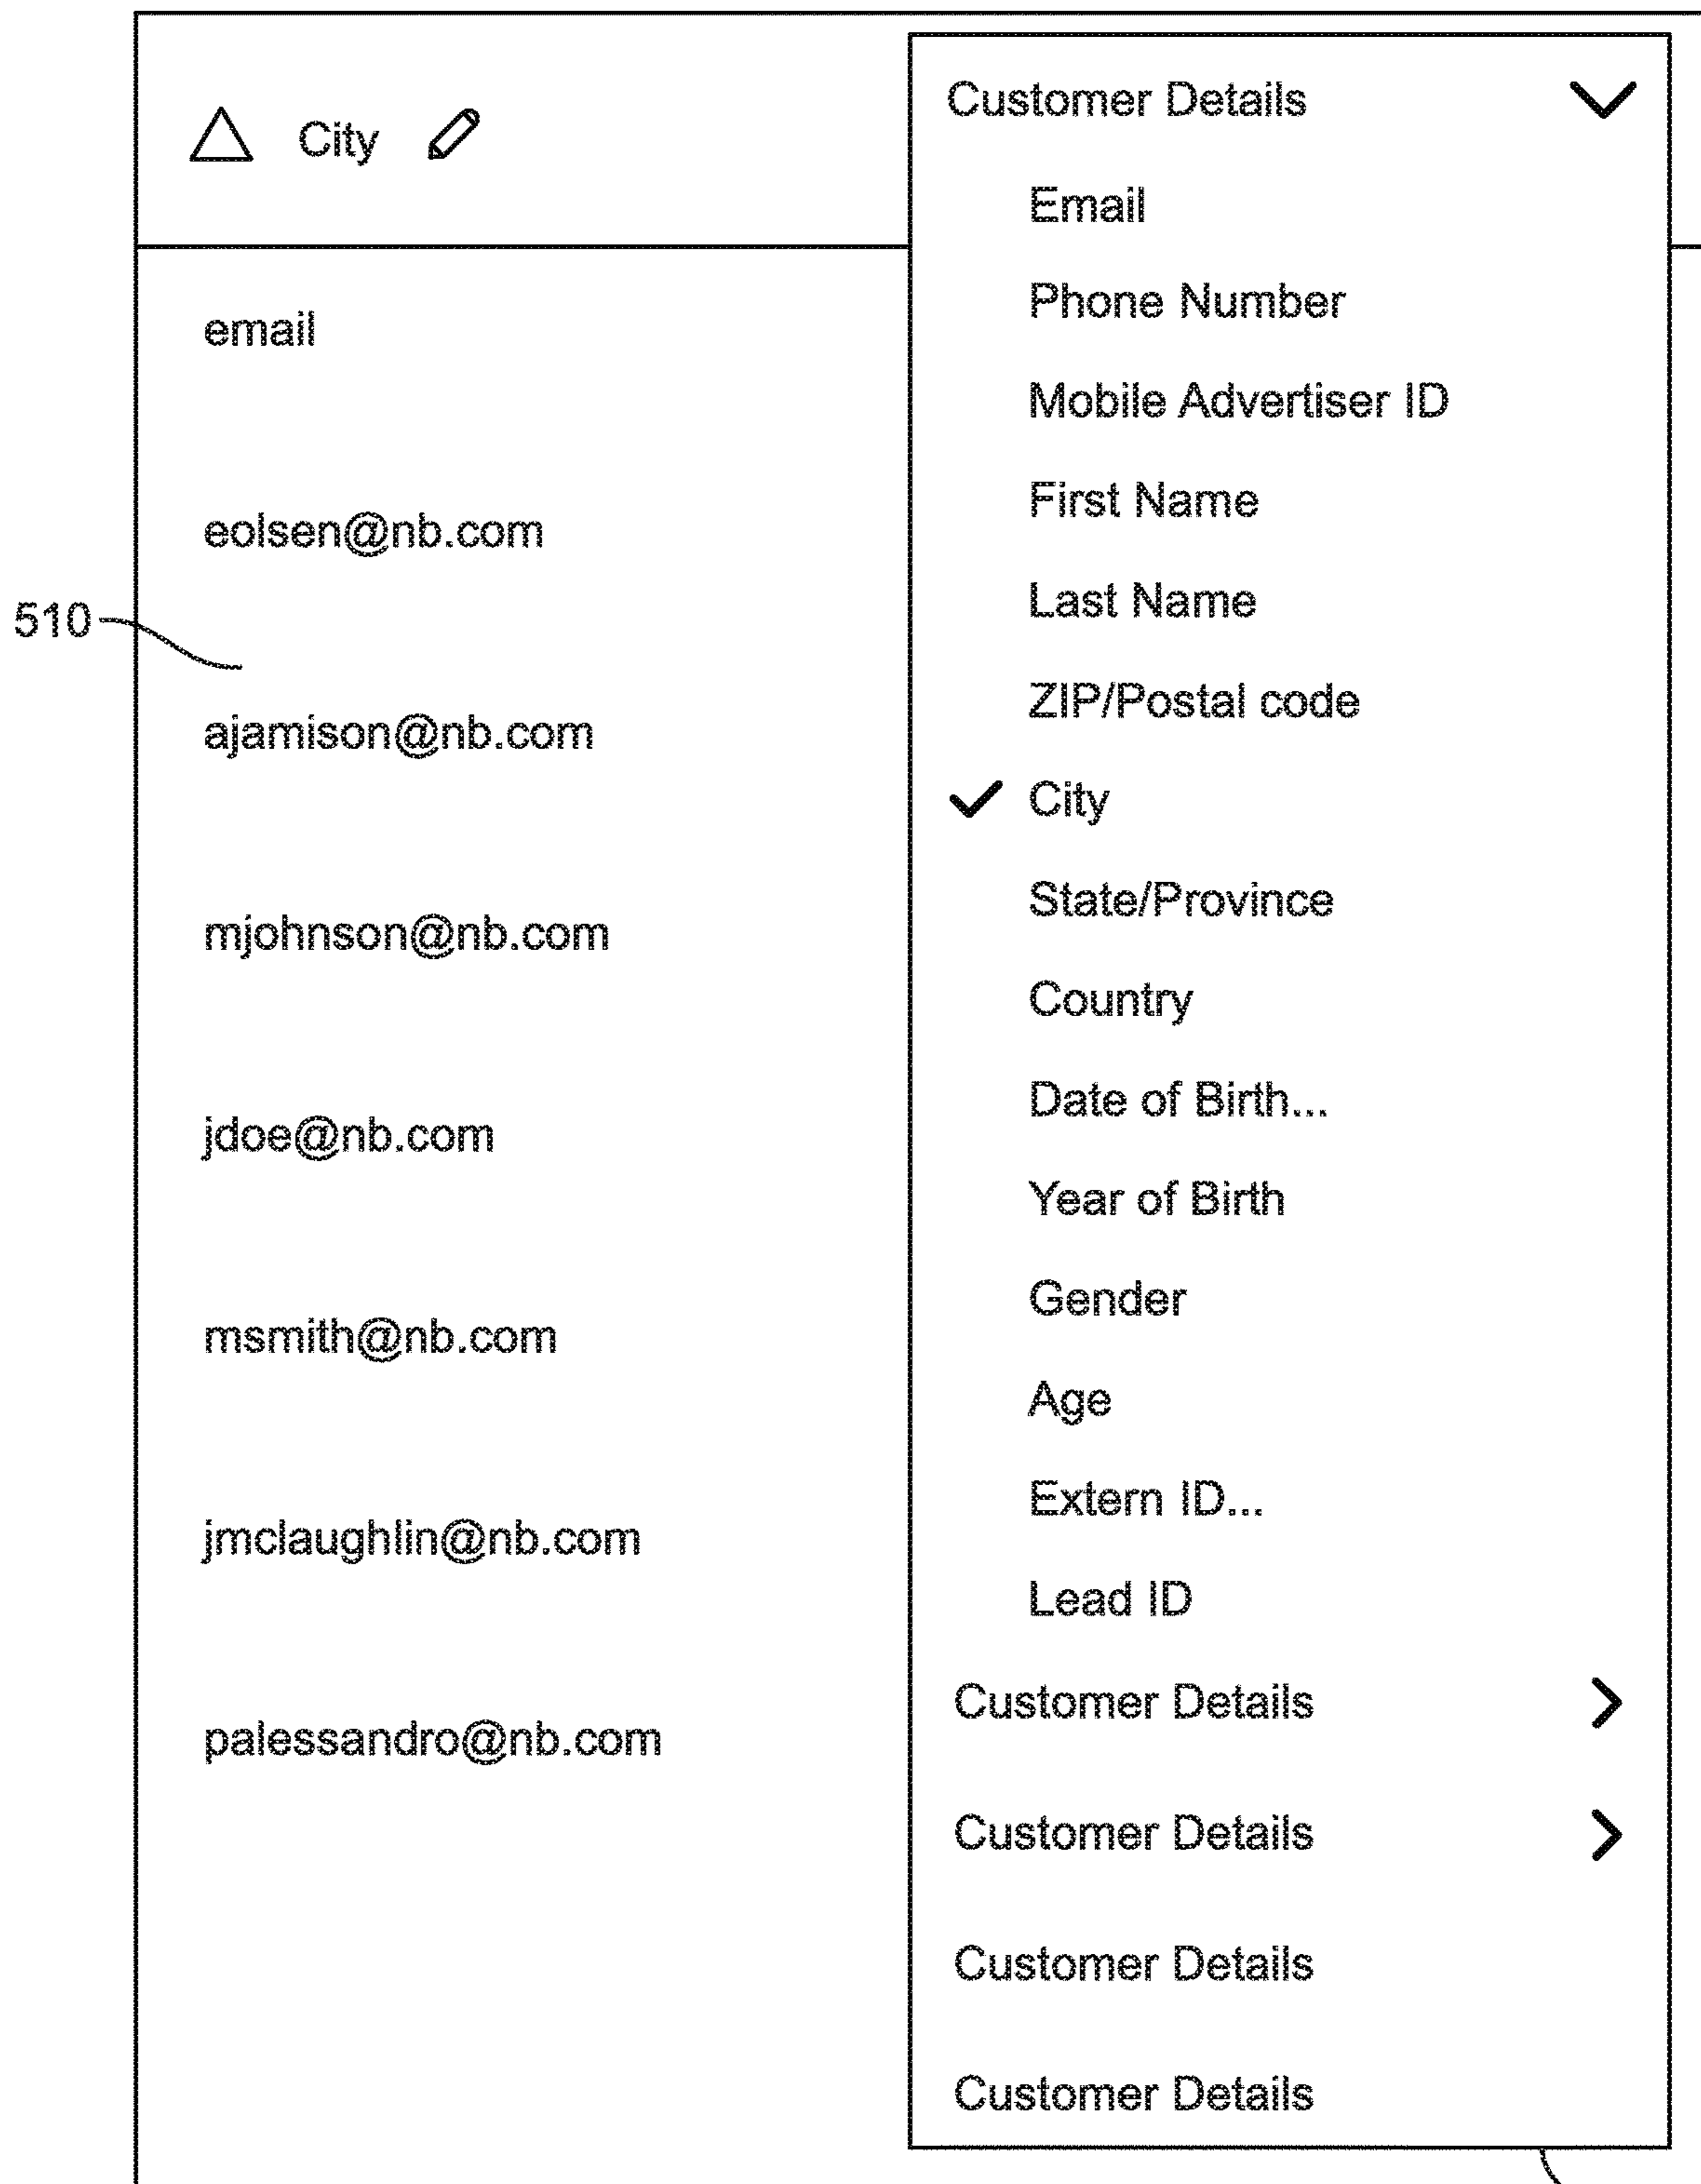 City
email
eolsen@nb.com
510
ajamison@nb.com
mjohnson@nb.com
jdoe@nb.com
msmith@nb.com
jmclaughlin@nb.com
palessandro@nb.com
Customer Details
Email
Phone Number
Mobile Advertiser ID
First Name
Last Name
ZIP/Postal code
City
State/Province
Country
Date of Birth...
Year of Birth
Gender
Age
Extern ID...
Lead ID
Customer Details
Customer Details
Customer Details
Customer Details